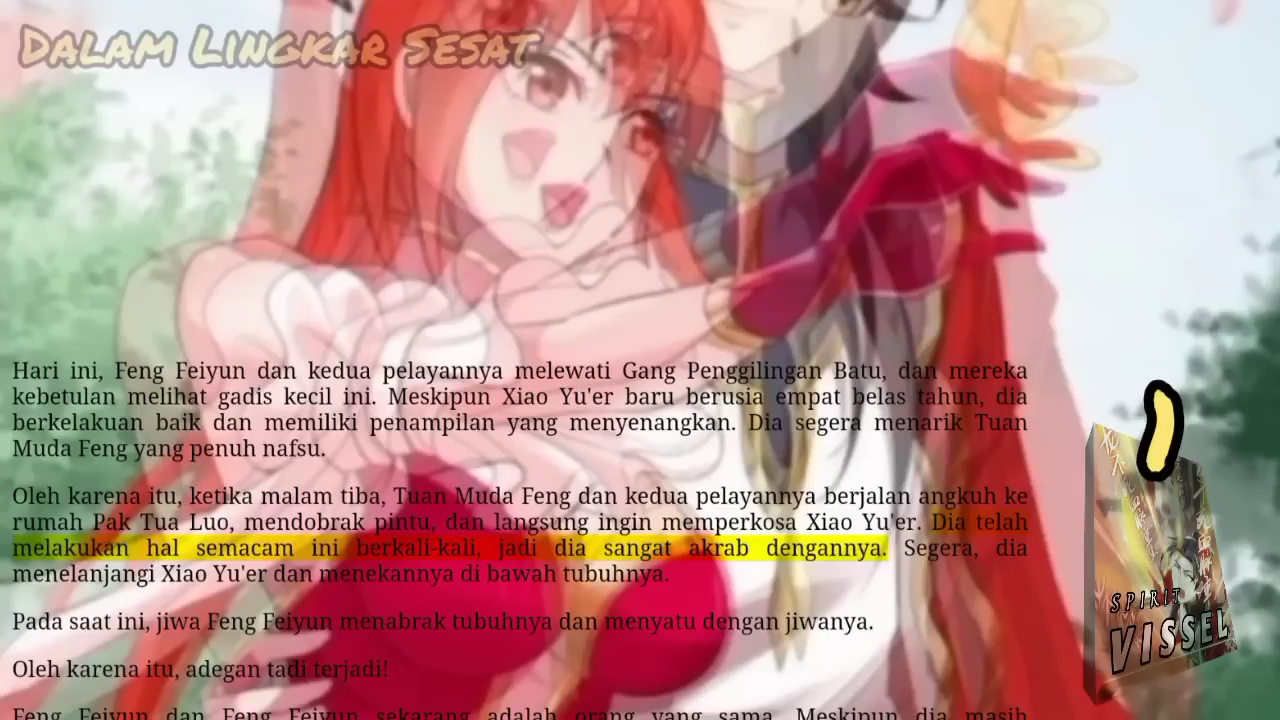 DALAM LINGKAR SESAT
Hari ini, Feng Feiyun dan kedua pelayannya melewati Gang Penggilingan Batu, dan mereka
kebetulan melihat gadis kecil ini. Meskipun Xiao Yu'er baru berusia empat belas tahun, dia
berkelakuan baik dan memiliki penampilan yang menyenangkan. Dia segera menarik Tuan
Muda Feng yang penuh nafsu.
Oleh karena itu, ketika malam tiba, Tuan Muda Feng dan kedua pelayannya berjalan angkuh ke
rumah Pak Tua Luo, mendobrak pintu, dan langsung ingin memperkosa Xiao Yu'er. Dia telah
melakukan hal semacam ini berkali-kali, jadi dia sangat akrab dengannya. Segera, dia
menelanjangi Xiao Yu'er dan menekannya di bawah tubuhnya.
Pada saat ini, jiwa Feng Feiyun menabrak tubuhnya dan menyatu dengan jiwanya.
Oleh karena itu, adegan tadi terjadi!
Feng Feiyun dan Feng Feiyun sekarang adalah orang yang sama. Meskipun dia masih
SPIRIT
VISSEL